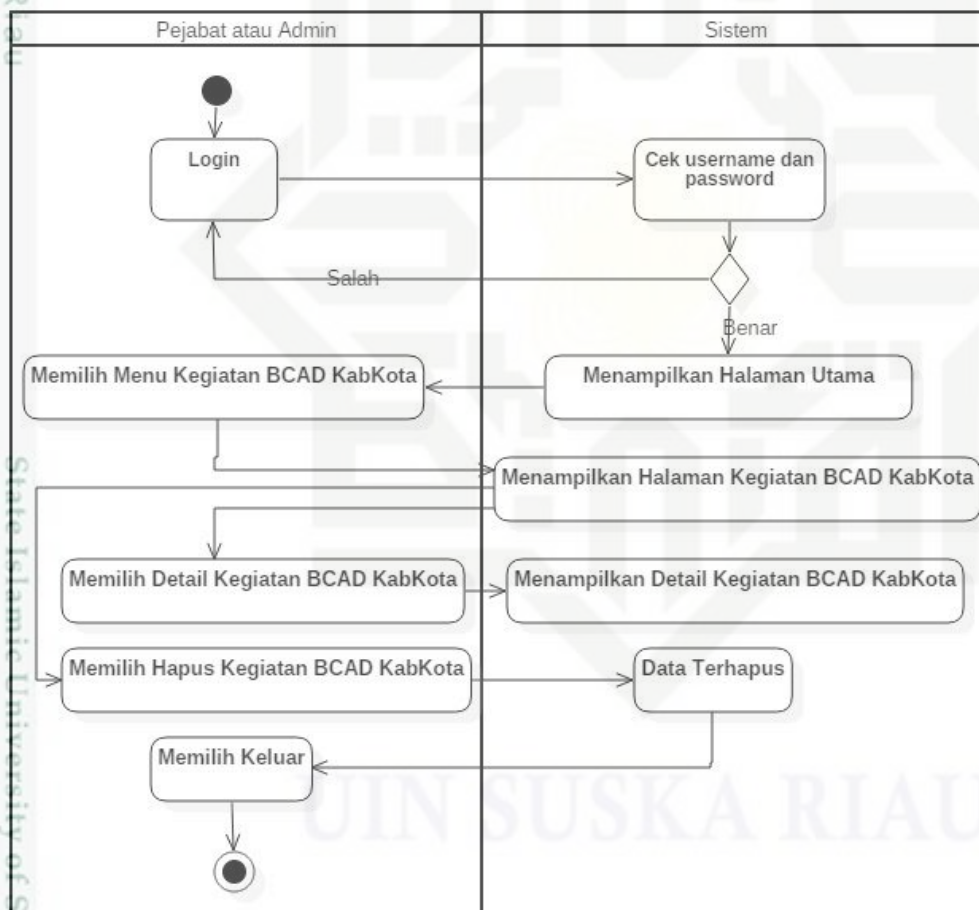 Riau
Pejabat atau Admin
Sistem
Login
Cek username dan
password
Salah
Benar
Memilih Menu Kegiatan BCAD KabKota
Menampilkan Halaman Utama
Menampilkan Halaman Kegiatan BCAD KabKota
Memilih Detail Kegiatan BCAD KabKota
Menampilkan Detail Kegiatan BCAD KabKota
Memilih Hapus Kegiatan BCAD KabKota
Data Terhapus
Memilih Keluar
UIN SUSKA RIAU
State Islamic University of S